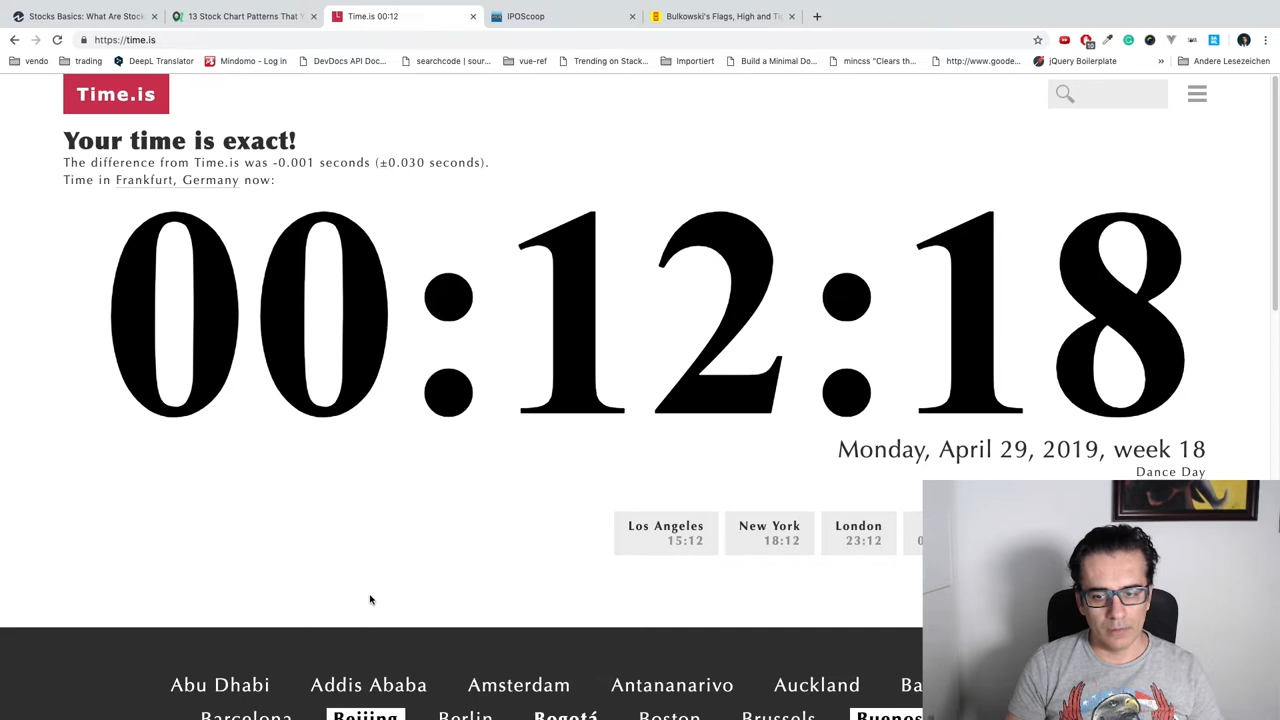 Stocks Basics: What Are Stock
13 Stock Chart Patterns That Y
Time.is 00:12
IPOScoop
Bulkowski's Flags, High and Ti
https://time.is
10
vendo
trading
DeepL Translator
Mindomo - Log in
DevDocs API Doc...
searchcode | sour...
vue-ref
Trending on Stack...
Importiert
Build a Minimal Do...
mincss "Clears th...
http://www.goode...
jQuery Boilerplate
»
Andere Lesezeichen
Time.is
Your time is exact!
The difference from Time.is was -0.001 seconds (±0.030 seconds).
Time in Frankfurt, Germany now:
00:12:18
Monday, April 29, 2019, week 18
Dance Day
Los Angeles
15:12
New York
18:12
London
23:12
Abu Dhabi
Addis Ababa
Amsterdam
Antananarivo
Auckland
Ba
Barcelona
Beijing
Berlin
Bogotá
Boston
Brussels
Buenos